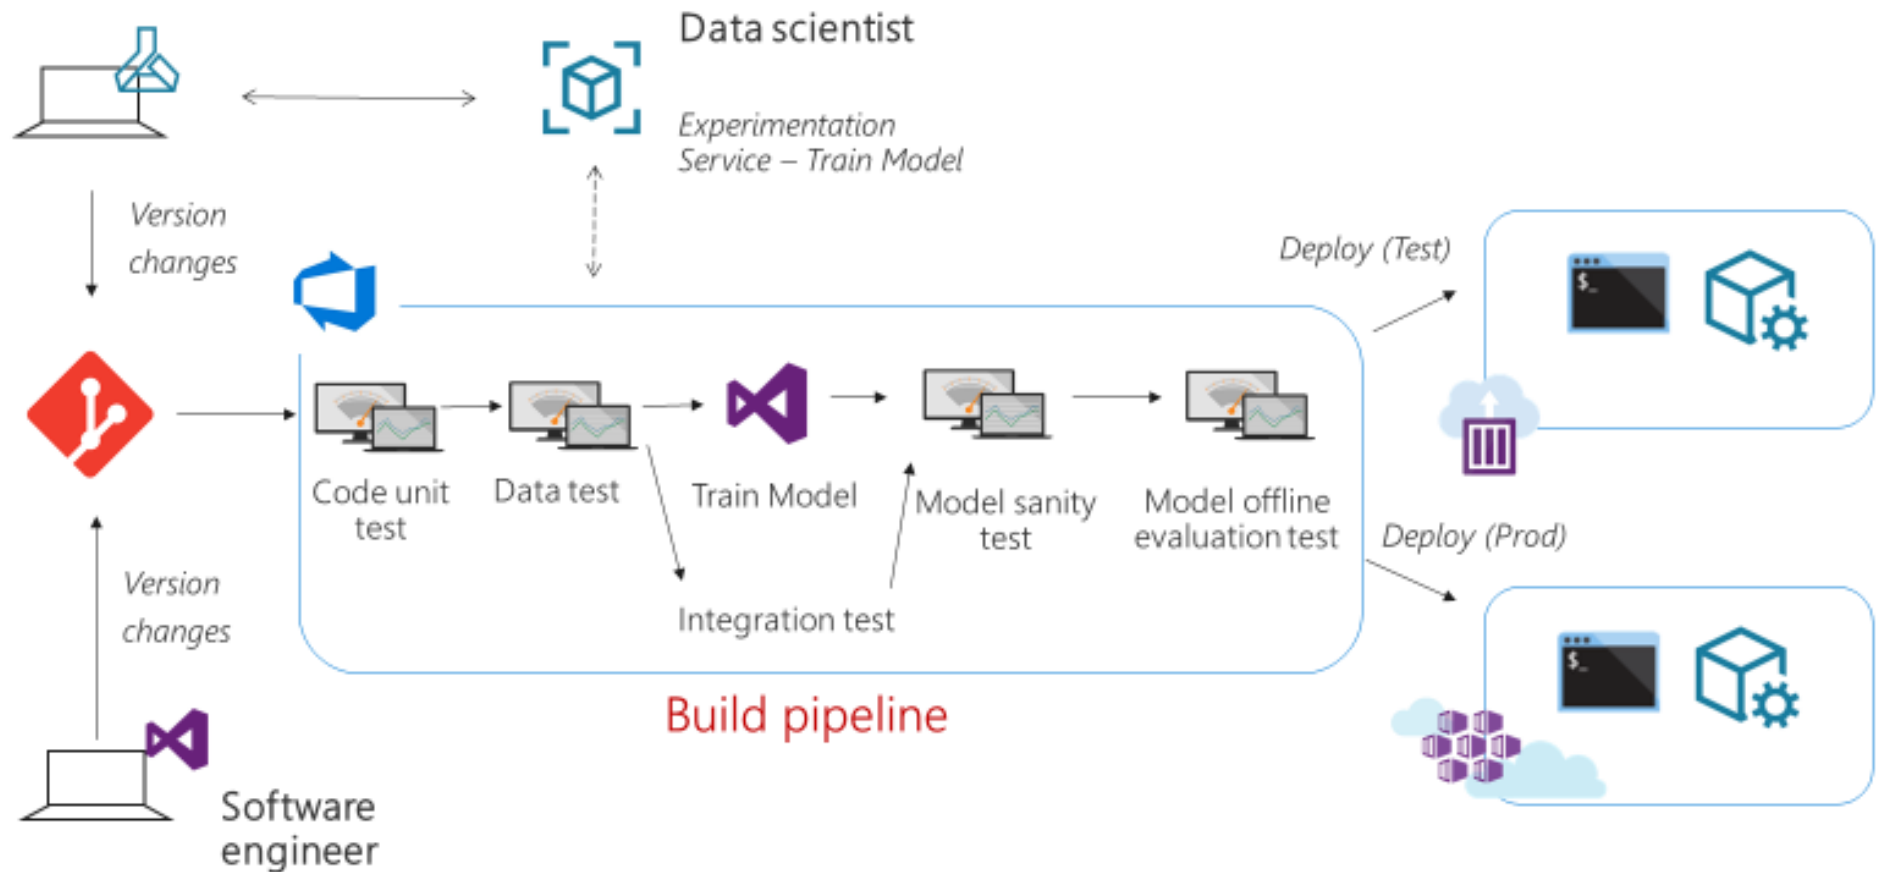 Data scientist
Experimentation
Service – Train Model
Version
changes
Deploy (Test)
$_
Code unit
test
Data test
Train Model
Model sanity
test
Model offline
evaluation test
Integration test
Deploy (Prod)
$_
Version
changes
Build pipeline
Software
engineer